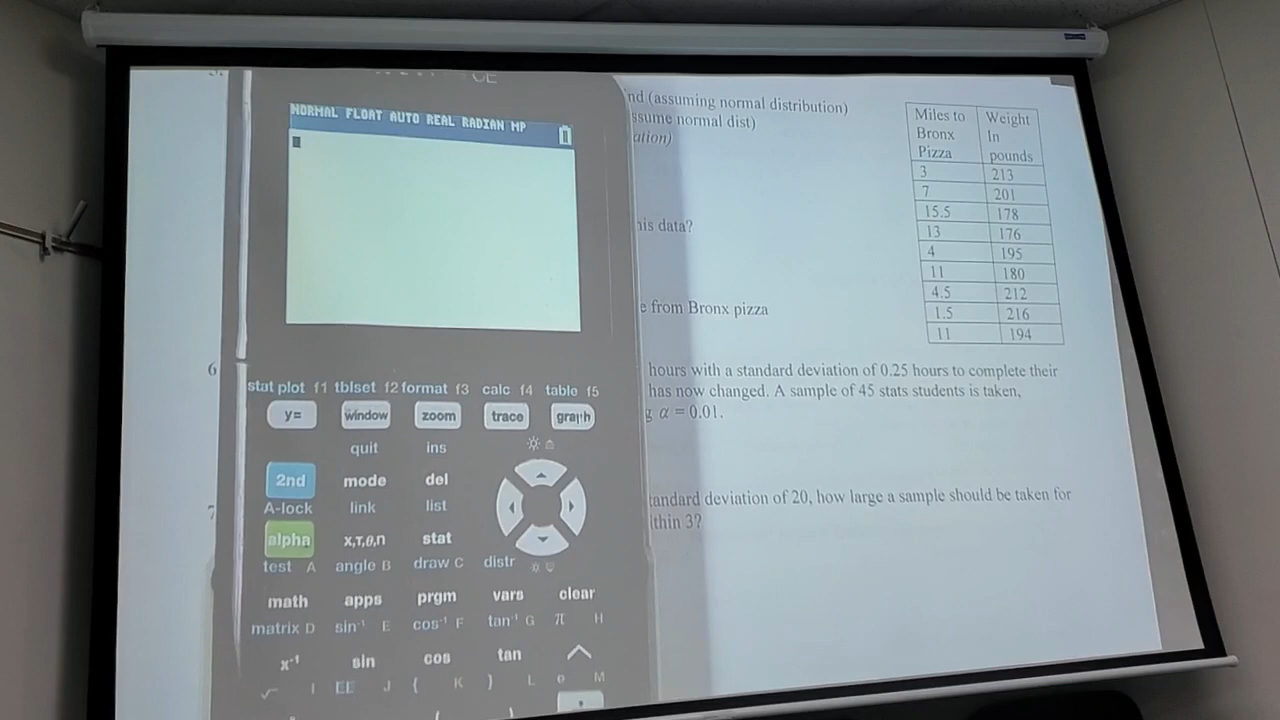 CE
NORMAL FLOAT AUTO REAL RADIAN MP
stat plot f1 tblset f2 format f3 calc f4 table f5
y= window zoom trace graph
quit ins
2nd mode del
A-lock link list
alpha x,T,θ,n stat
test A angle B draw C distr
math apps prgm vars clear
matrix D sin⁻¹ E cos⁻¹ F tan⁻¹ G π H
x⁻¹ sin cos tan ^
√ I EE J { K } L e M
nd (assuming normal distribution)
ssume normal dist)
ation)
his data?
e from Bronx pizza
Miles to Bronx Pizza Weight In pounds
3 213
7 201
15.5 178
13 176
4 195
11 180
4.5 212
1.5 216
11 194
6
hours with a standard deviation of 0.25 hours to complete their
has now changed. A sample of 45 stats students is taken,
g α = 0.01.
7
tandard deviation of 20, how large a sample should be taken for
ithin 3?